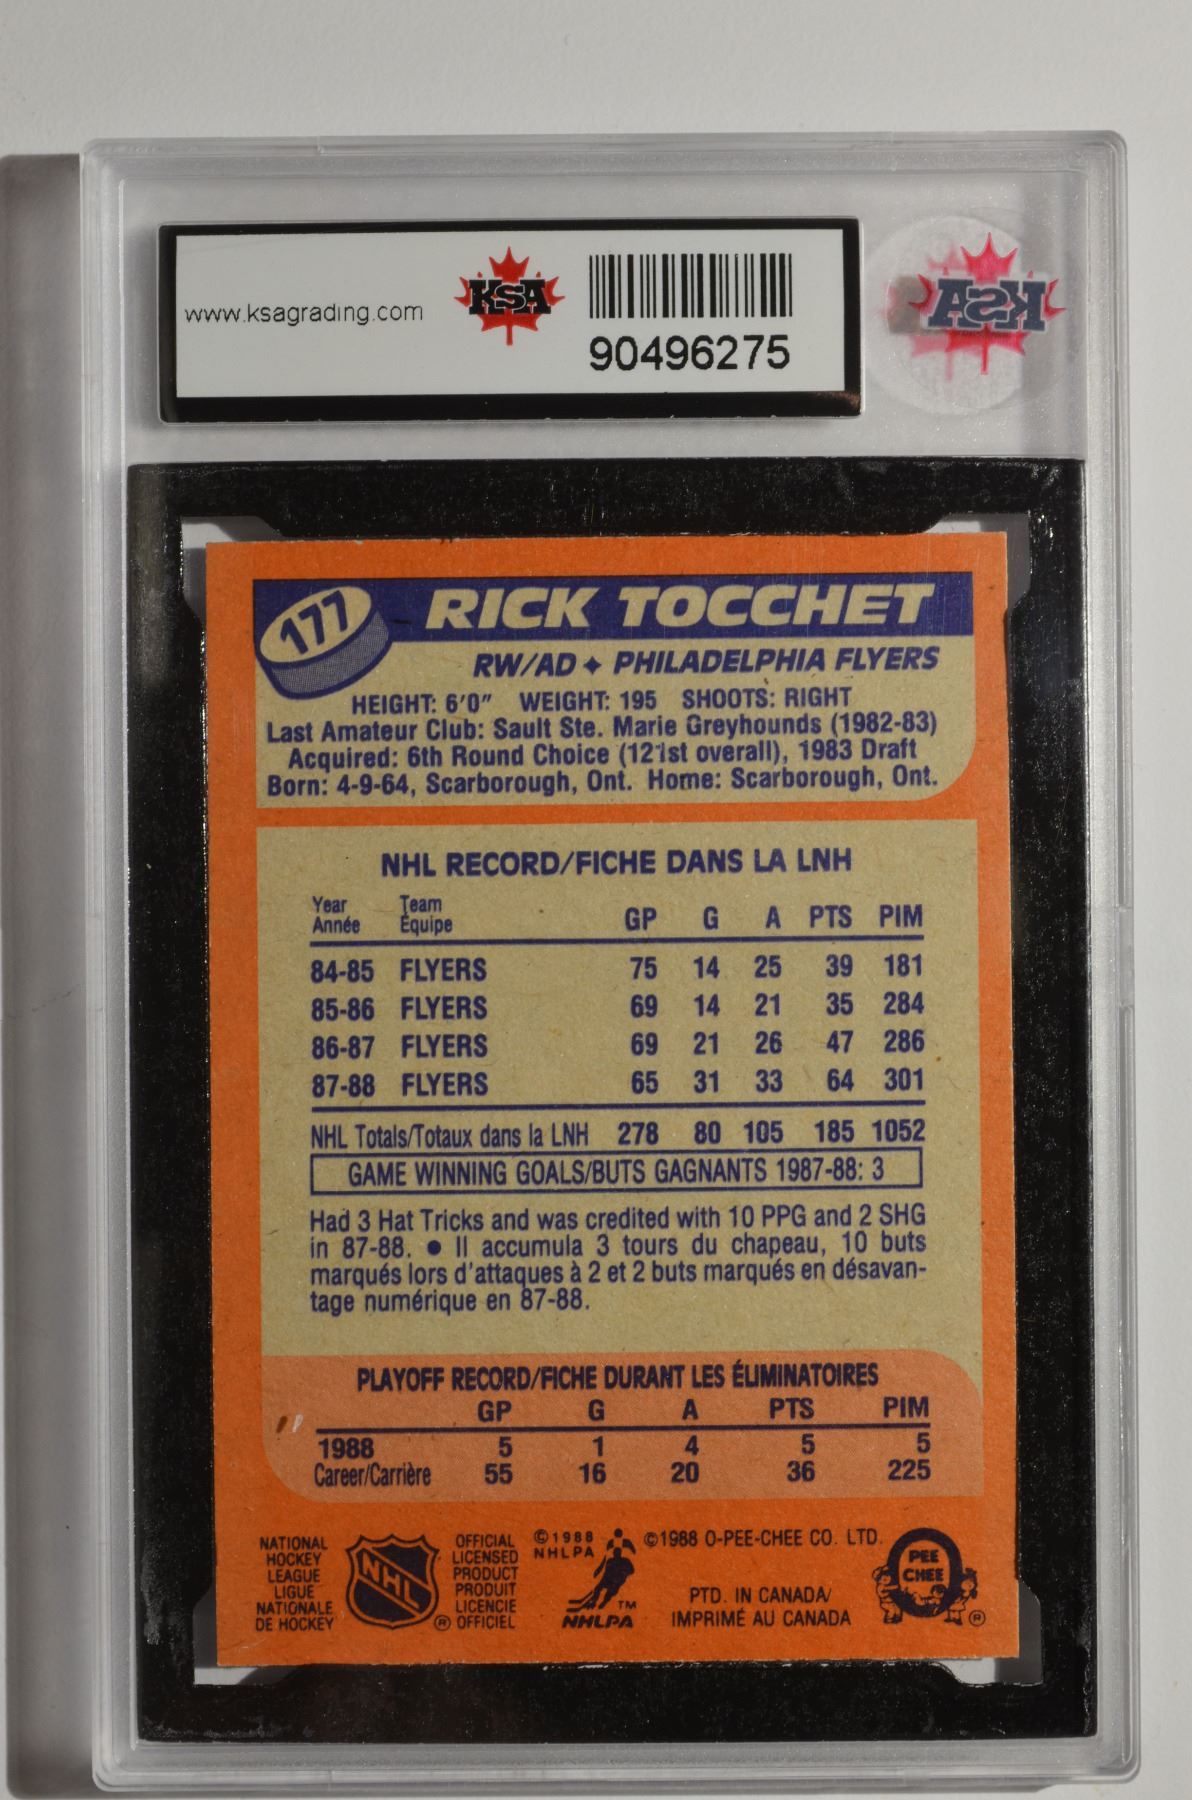 www.ksagrading.com
KSA
90496275
KSA
177
RICK TOCCHET
RW/AD ✦ PHILADELPHIA FLYERS
HEIGHT: 6'0" WEIGHT: 195 SHOOTS: RIGHT
Last Amateur Club: Sault Ste. Marie Greyhounds (1982-83)
Acquired: 6th Round Choice (121st overall), 1983 Draft
Born: 4-9-64, Scarborough, Ont. Home: Scarborough, Ont.
NHL RECORD/FICHE DANS LA LNH
Year Team
Année Équipe GP G A PTS PIM
84-85 FLYERS 75 14 25 39 181
85-86 FLYERS 69 14 21 35 284
86-87 FLYERS 69 21 26 47 286
87-88 FLYERS 65 31 33 64 301
NHL Totals/Totaux dans la LNH 278 80 105 185 1052
GAME WINNING GOALS/BUTS GAGNANTS 1987-88: 3
Had 3 Hat Tricks and was credited with 10 PPG and 2 SHG
in 87-88. ● Il accumula 3 tours du chapeau, 10 buts
marqués lors d'attaques à 2 et 2 buts marqués en désavan-
tage numérique en 87-88.
PLAYOFF RECORD/FICHE DURANT LES ÉLIMINATOIRES
GP G A PTS PIM
1988 5 1 4 5 5
Career/Carrière 55 16 20 36 225
NATIONAL
HOCKEY
LEAGUE
LIGUE
NATIONALE
DE HOCKEY
NHL
®
OFFICIAL
LICENSED
PRODUCT
PRODUIT
LICENCIE
OFFICIEL
©1988
NHLPA
TM
NHLPA
©1988 O-PEE-CHEE CO. LTD.
PTD. IN CANADA/
IMPRIMÉ AU CANADA
PEE
CHEE
®